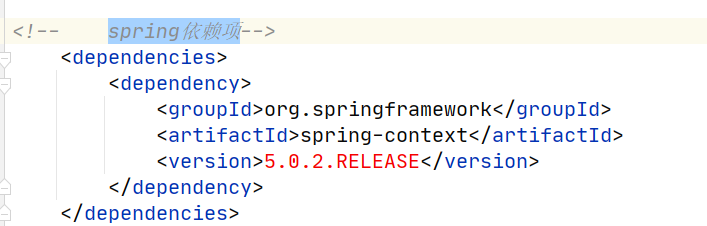 <!--    spring依赖项-->
    <dependencies>
        <dependency>
            <groupId>org.springframework</groupId>
            <artifactId>spring-context</artifactId>
            <version>5.0.2.RELEASE</version>
        </dependency>
    </dependencies>